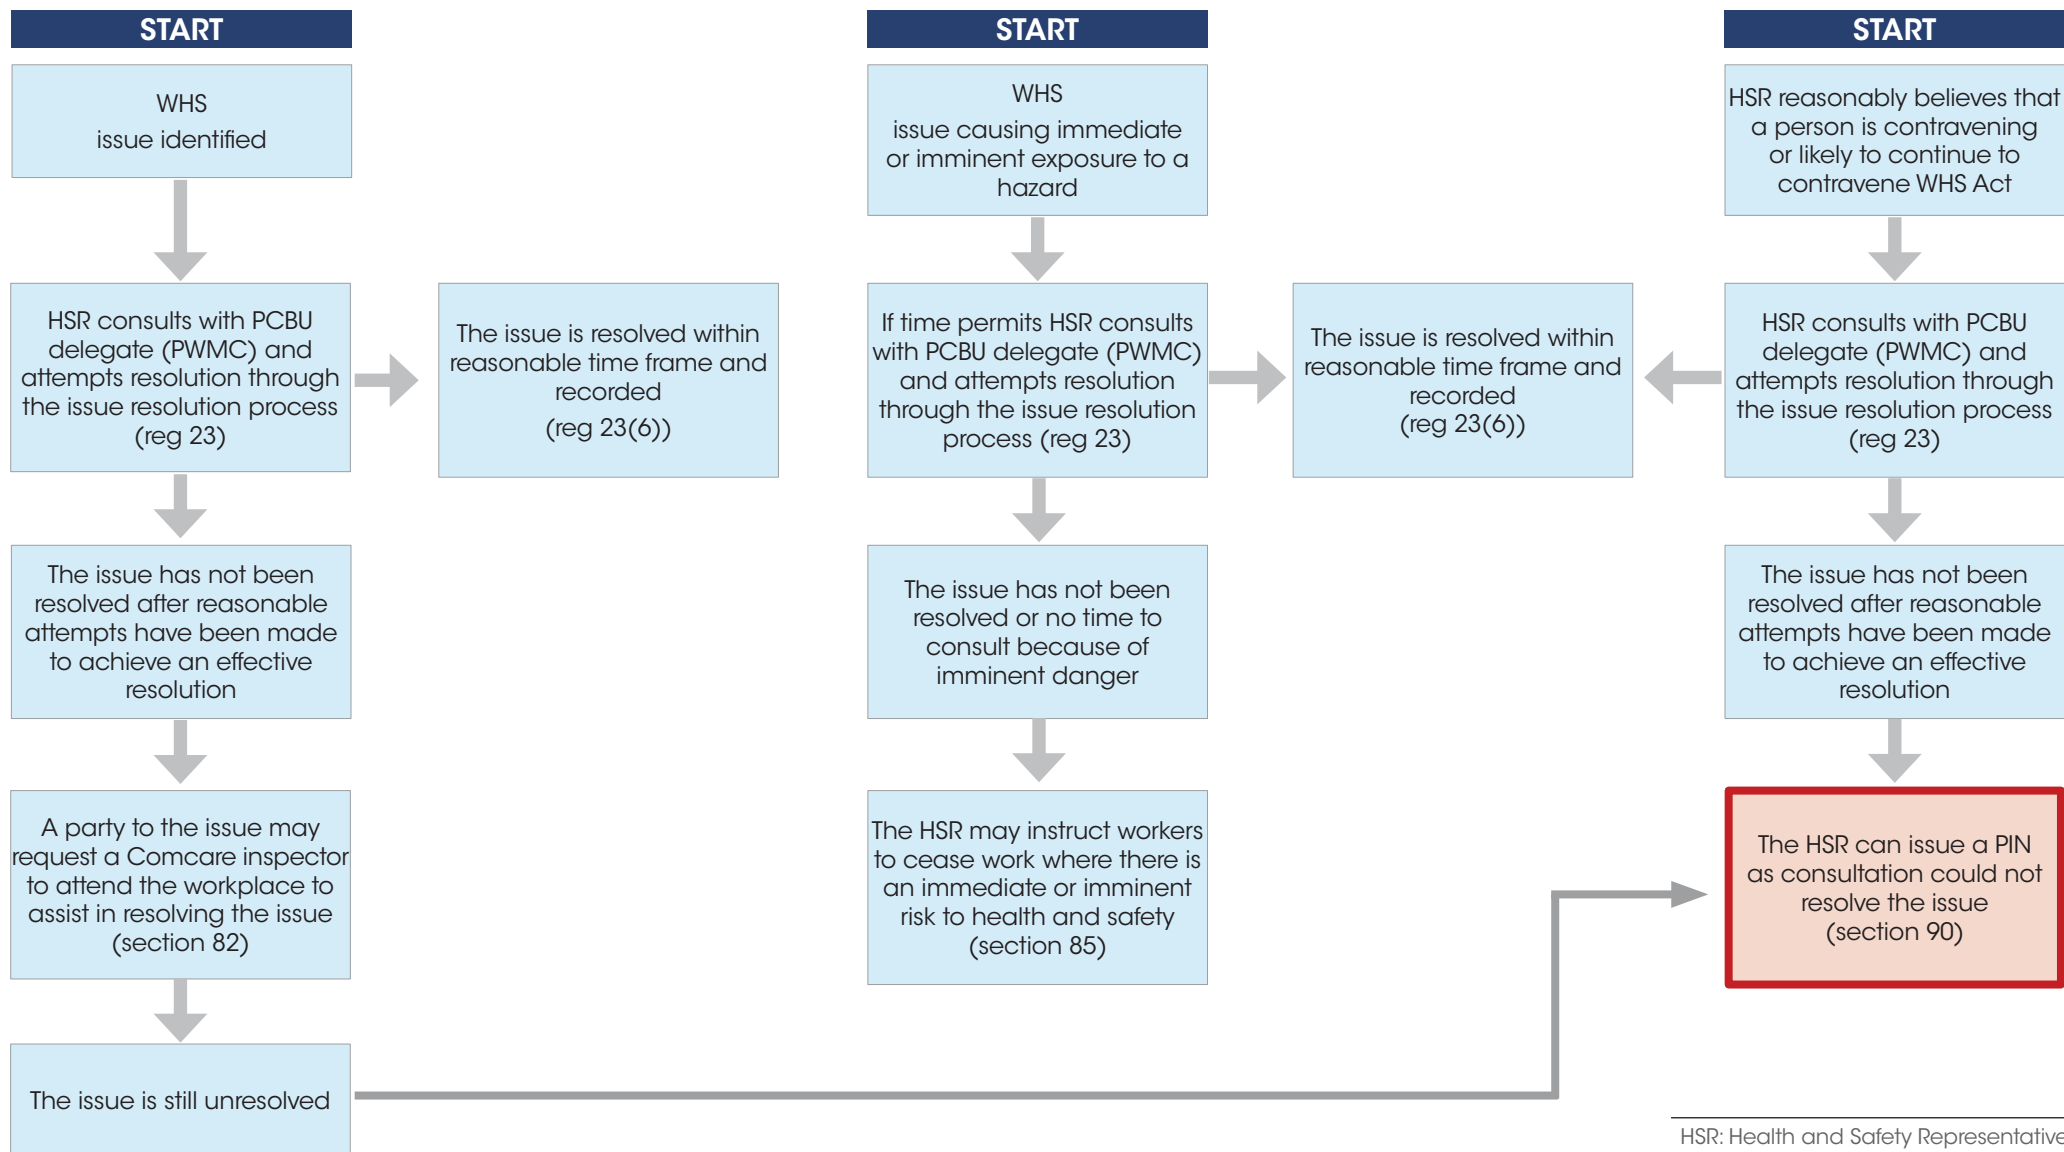 START
WHS
issue identified
HSR consults with PCBU
delegate (PWMC) and
attempts resolution through
the issue resolution process
(reg 23)
The issue is resolved within
reasonable time frame and
recorded
(reg 23(6))
The issue has not been
resolved after reasonable
attempts have been made
to achieve an effective
resolution
A party to the issue may
request a Comcare inspector
to attend the workplace to
assist in resolving the issue
(section 82)
The issue is still unresolved
START
WHS
issue causing immediate
or imminent exposure to a
hazard
If time permits HSR consults
with PCBU delegate (PWMC)
and attempts resolution
through the issue resolution
process (reg 23)
The issue is resolved within
reasonable time frame and
recorded
(reg 23(6))
The issue has not been
resolved or no time to
consult because of
imminent danger
The HSR may instruct workers
to cease work where there is
an immediate or imminent
risk to health and safety
(section 85)
START
HSR reasonably believes that
a person is contravening
or likely to continue to
contravene WHS Act
HSR consults with PCBU
delegate (PWMC) and
attempts resolution through
the issue resolution process
(reg 23)
The issue has not been
resolved after reasonable
attempts have been made
to achieve an effective
resolution
The HSR can issue a PIN
as consultation could not
resolve the issue
(section 90)
HSR: Health and Safety Representative